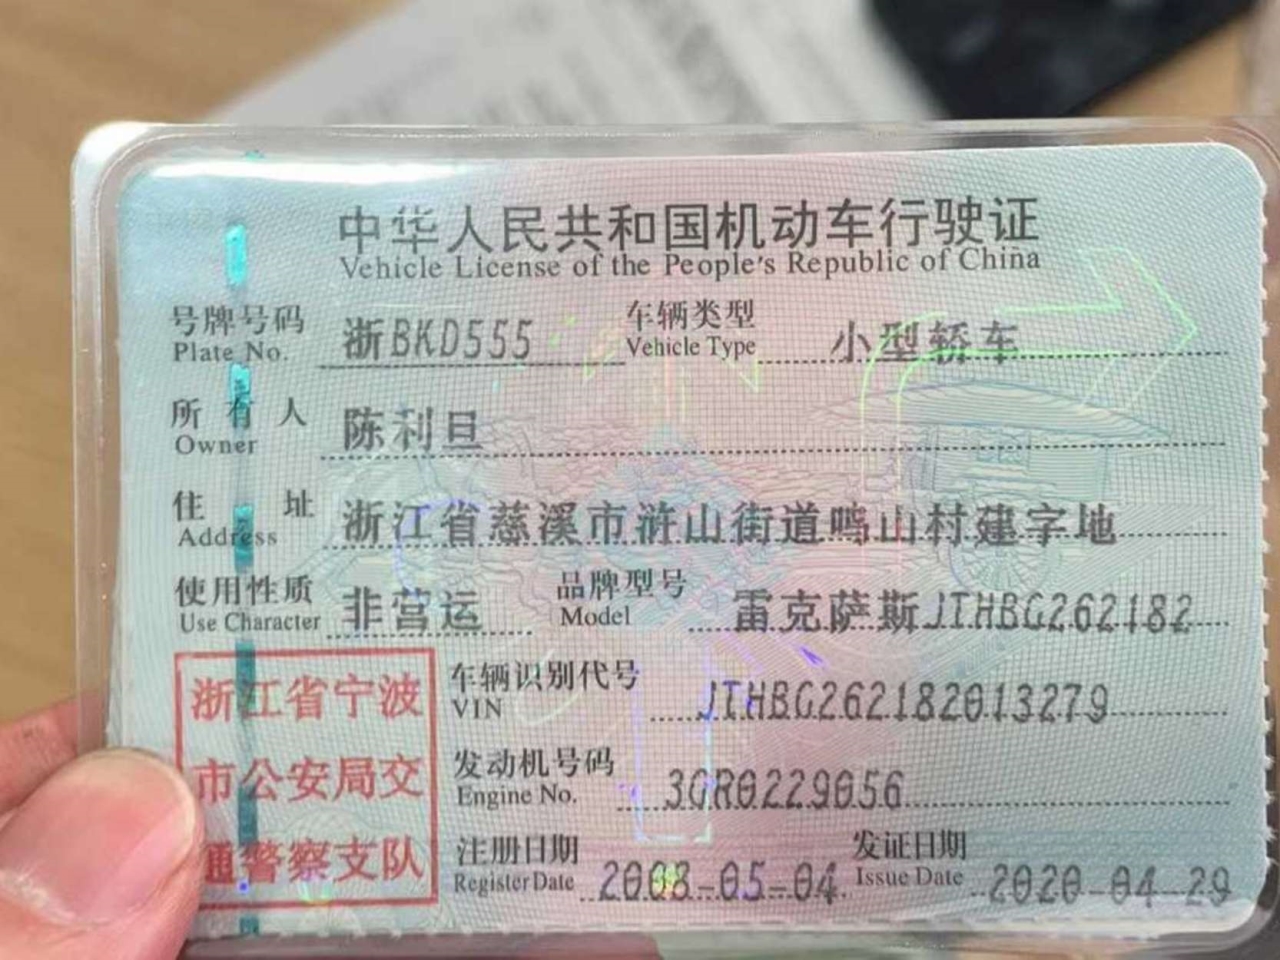 中华人民共和国机动车行驶证
Vehicle License of the People's Republic of China
号牌号码 浙BKD555 车辆类型 小型轿车
Plate No. Vehicle Type
所有人 陈利旦
Owner
住址 浙江省慈溪市浒山街道鸣山村建字地
Address
使用性质 非营运 品牌型号 雷克萨斯JTHBG262182
Use Character Model
浙江省宁波
市公安局交
通警察支队
车辆识别代号 JTHBG262182013279
VIN
发动机号码 3GR0229056
Engine No.
注册日期 2008-05-04 发证日期 2020-04-29
Register Date Issue Date